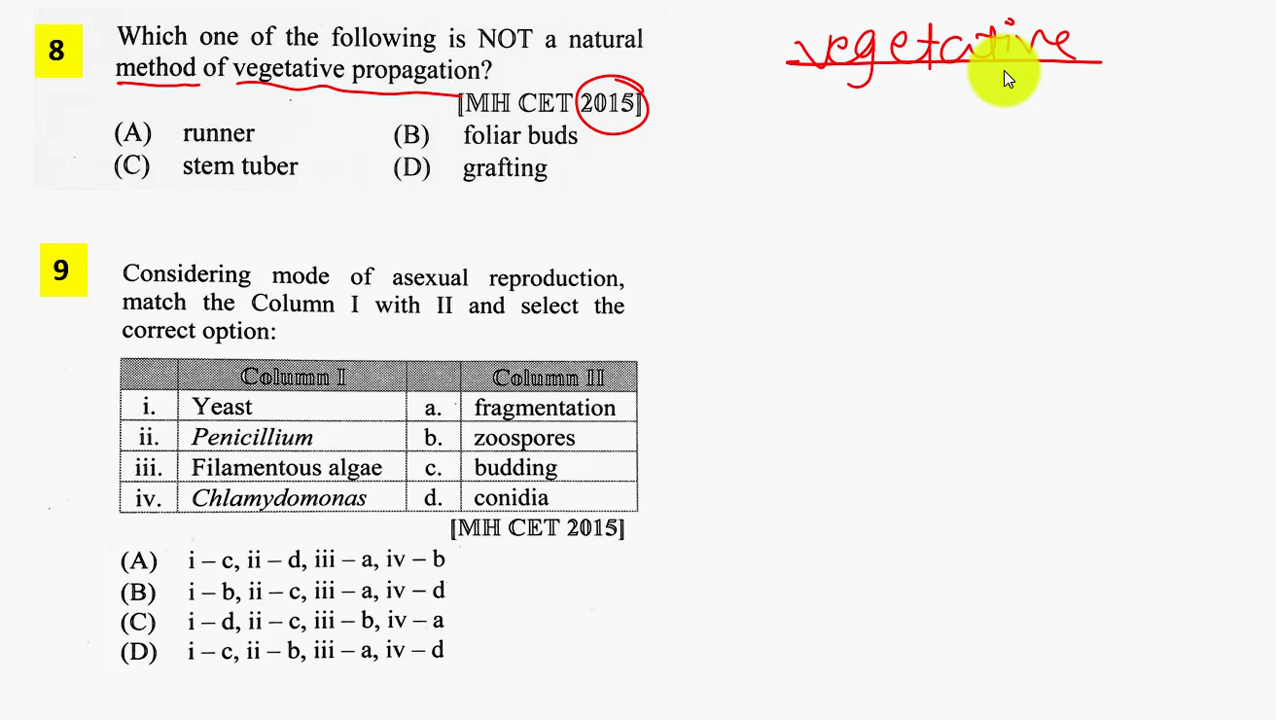 8
Which one of the following is NOT a natural
method of vegetative propagation?
[MH CET 2015]
(A) runner (B) foliar buds
(C) stem tuber (D) grafting
vegetative
9
Considering mode of asexual reproduction,
match the Column I with II and select the
correct option:
Column I Column II
i. Yeast a. fragmentation
ii. Penicillium b. zoospores
iii. Filamentous algae c. budding
iv. Chlamydomonas d. conidia
[MH CET 2015]
(A) i – c, ii – d, iii – a, iv – b
(B) i – b, ii – c, iii – a, iv – d
(C) i – d, ii – c, iii – b, iv – a
(D) i – c, ii – b, iii – a, iv – d